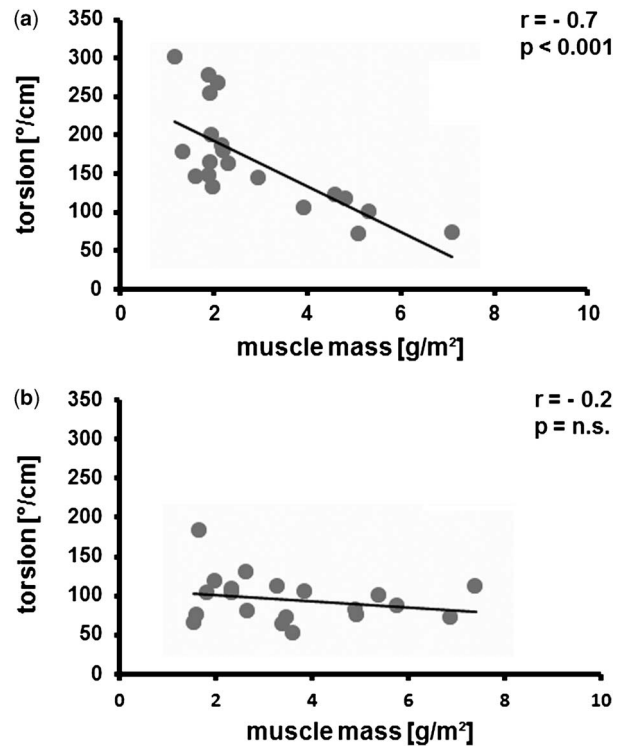 (a)
r = - 0.7
p < 0.001
torsion [°/cm]
350
300
250
200
150
100
50
0
0 2 4 6 8 10
muscle mass [g/m²]
(b)
r = - 0.2
p = n.s.
torsion [°/cm]
350
300
250
200
150
100
50
0
0 2 4 6 8 10
muscle mass [g/m²]